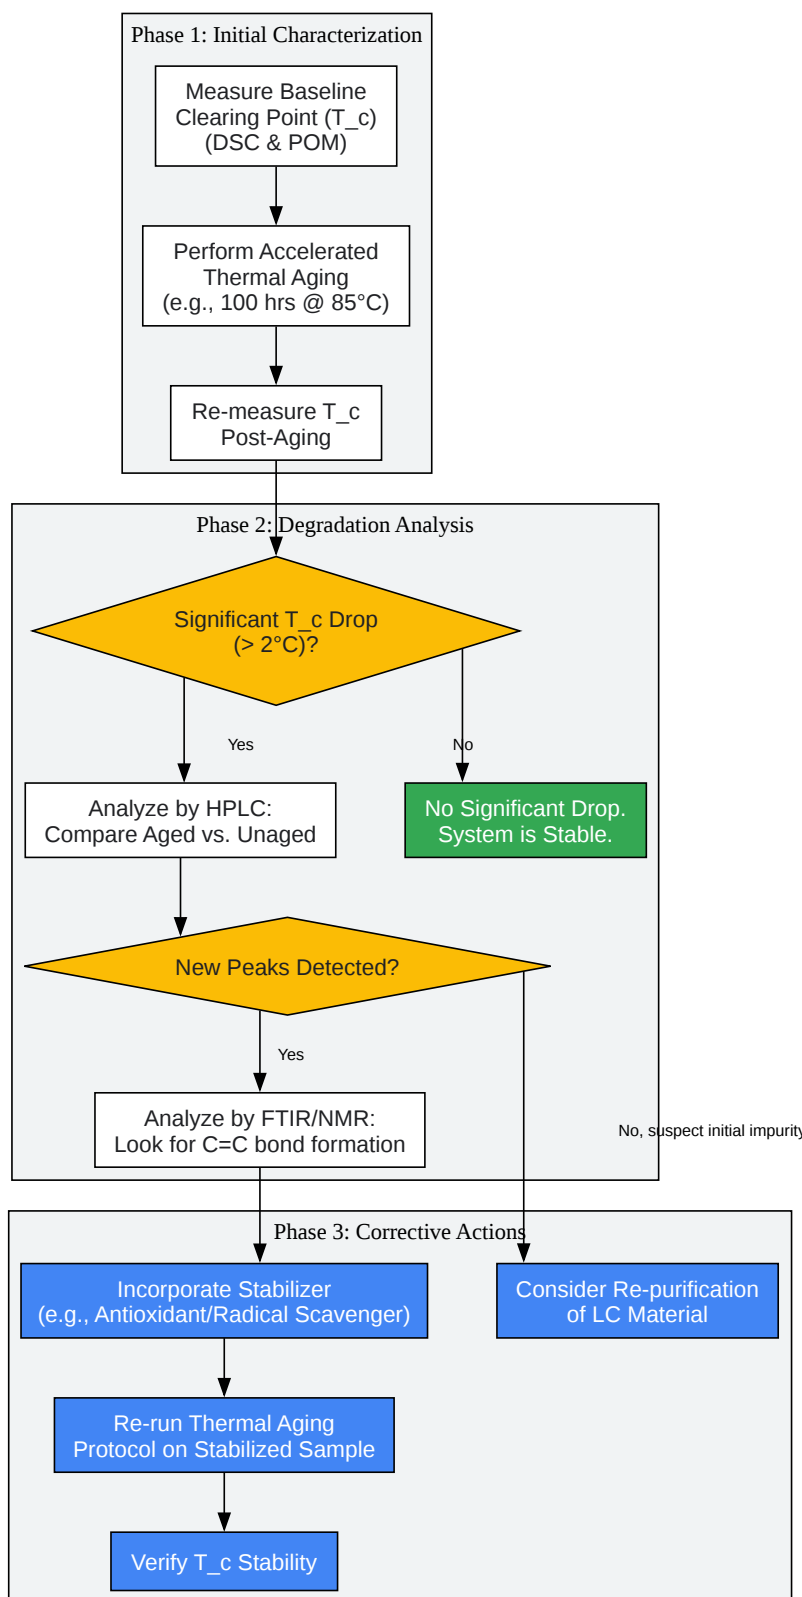 Phase 1: Initial Characterization
Measure Baseline
Clearing Point (T_c)
(DSC & POM)
Perform Accelerated
Thermal Aging
(e.g., 100 hrs @ 85°C)
Re-measure T_c
Post-Aging
Phase 2: Degradation Analysis
Significant T_c Drop
(> 2°C)?
Yes
No
Analyze by HPLC:
Compare Aged vs. Unaged
No Significant Drop.
System is Stable.
New Peaks Detected?
Yes
Analyze by FTIR/NMR:
Look for C=C bond formation
No, suspect initial impurity
Phase 3: Corrective Actions
Incorporate Stabilizer
(e.g., Antioxidant/Radical Scavenger)
Consider Re-purification
of LC Material
Re-run Thermal Aging
Protocol on Stabilized Sample
Verify T_c Stability